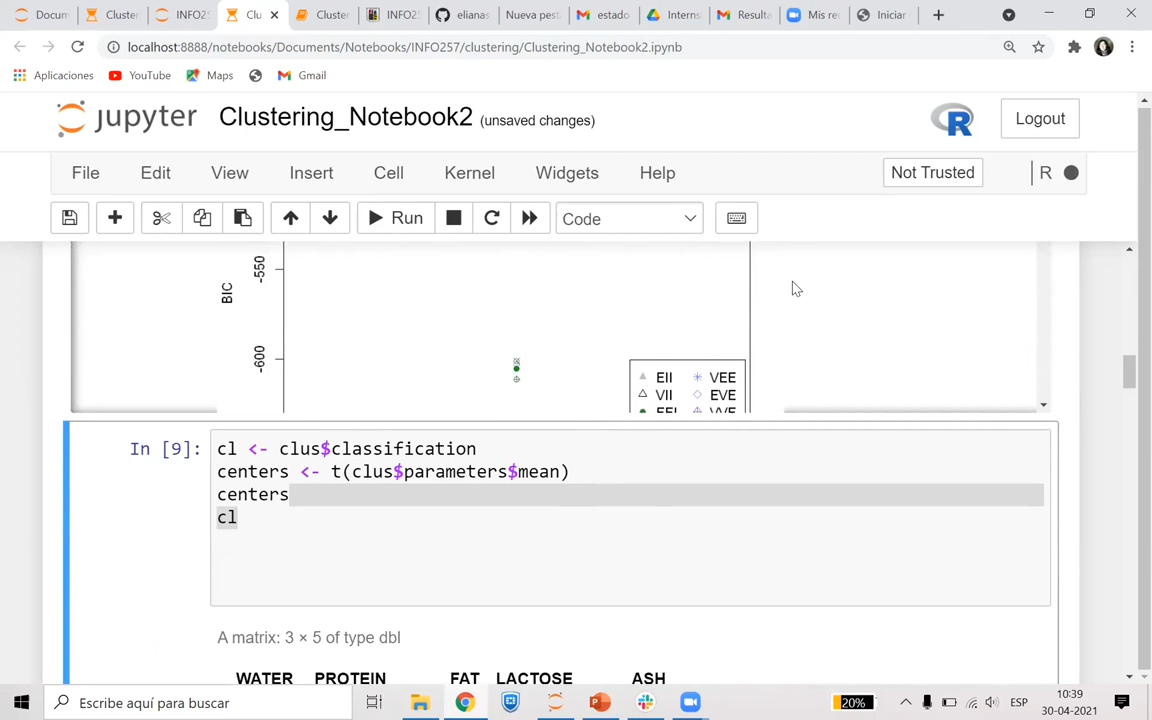 Docum
Cluster
INFO25
Clu
Cluster
INFO2
elianas
Nueva pest
estado
Interns
Resulta
Mis re
Iniciar
localhost:8888/notebooks/Documents/Notebooks/INFO257/clustering/Clustering_Notebook2.ipynb
Aplicaciones YouTube Maps Gmail
jupyter Clustering_Notebook2 (unsaved changes) R Logout
File Edit View Insert Cell Kernel Widgets Help Not Trusted R
Run Code
-550
BIC
-600
EII VEE
VII EVE
EEI VVE
In [9]: cl <- clus$classification
centers <- t(clus$parameters$mean)
centers
cl
A matrix: 3 × 5 of type dbl
WATER PROTEIN FAT LACTOSE ASH
Escribe aquí para buscar
20%
ESP
10:39
30-04-2021